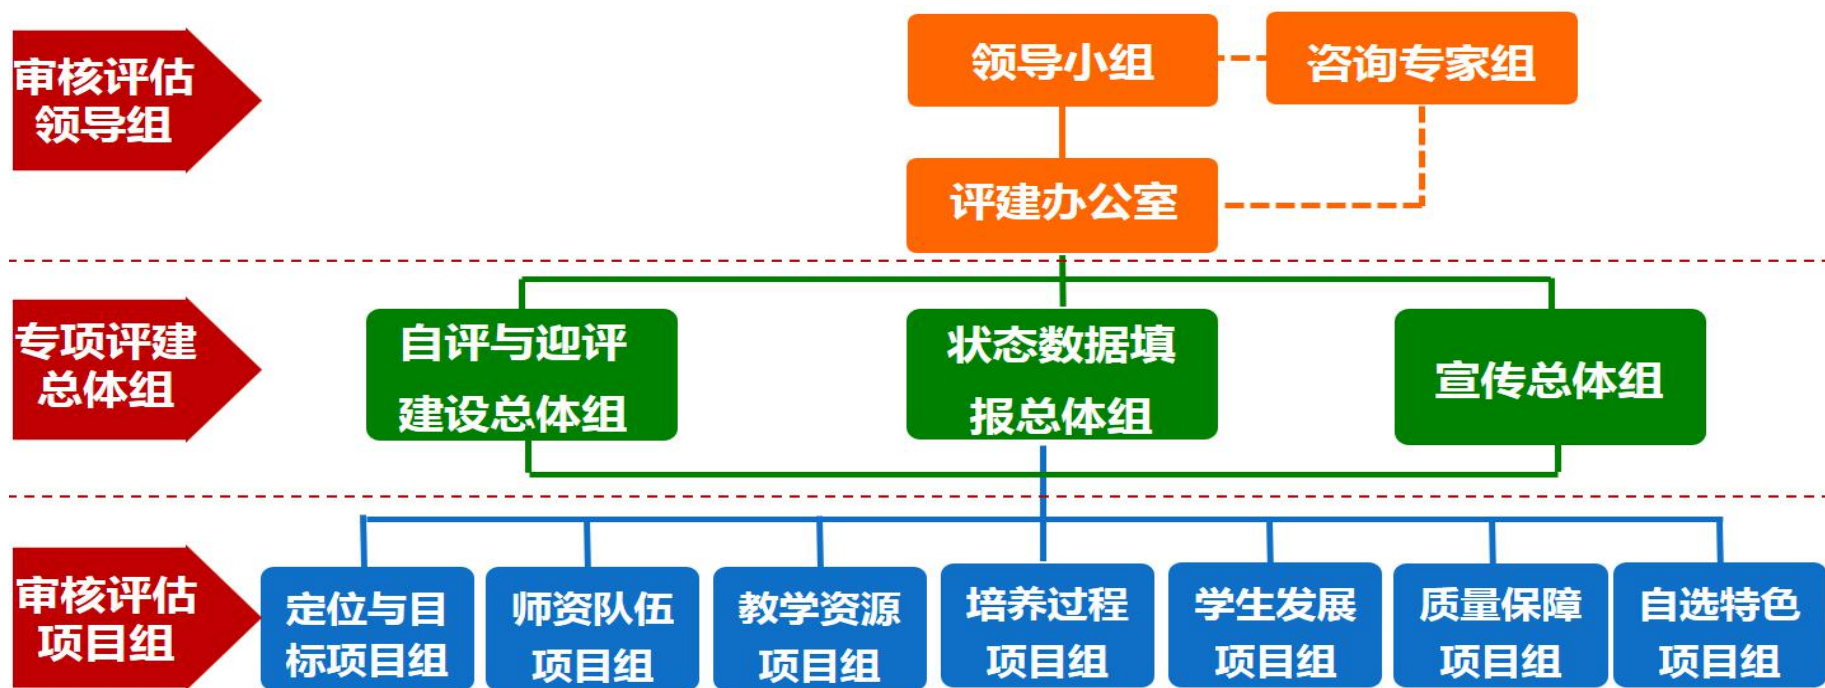 审核评估
领导组
领导小组
咨询专家组
评建办公室
专项评建
总体组
自评与迎评
建设总体组
状态数据填
报总体组
宣传总体组
审核评估
项目组
定位与目
标项目组
师资队伍
项目组
教学资源
项目组
培养过程
项目组
学生发展
项目组
质量保障
项目组
自选特色
项目组